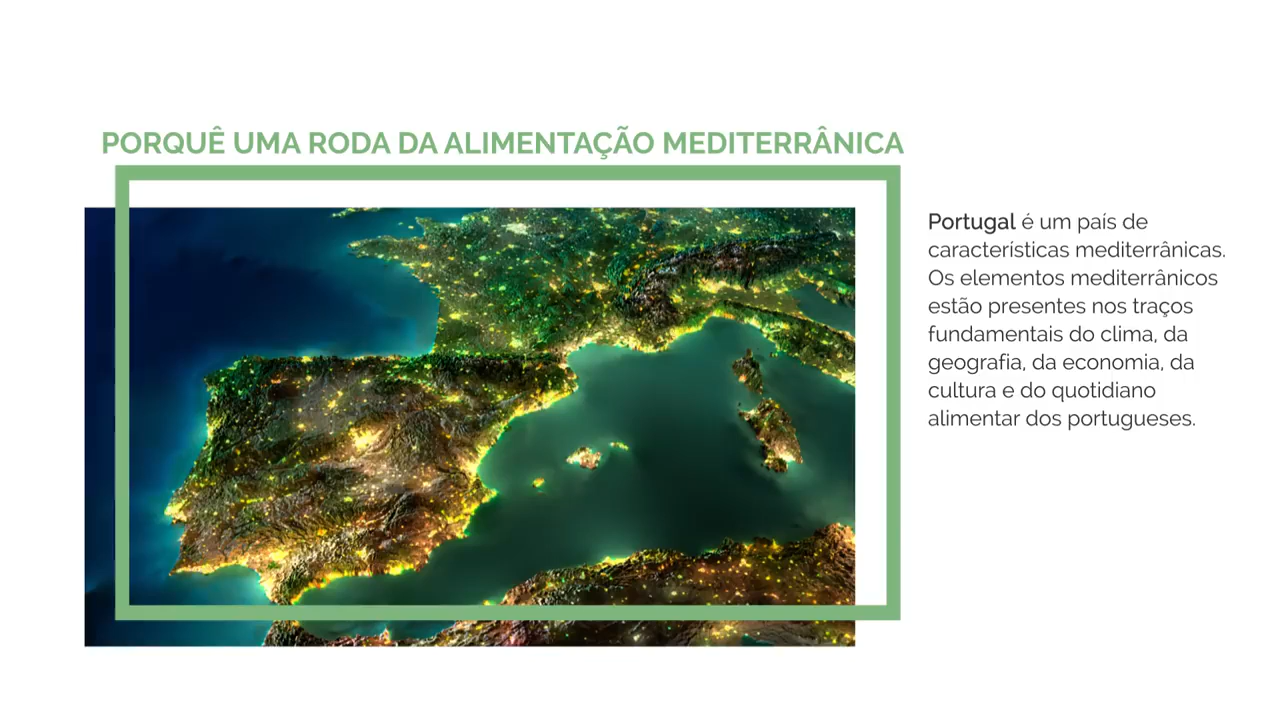 PORQUÊ UMA RODA DA ALIMENTAÇÃO MEDITERRÂNICA
Portugal é um país de
características mediterrânicas.
Os elementos mediterrânicos
estão presentes nos traços
fundamentais do clima, da
geografia, da economia, da
cultura e do quotidiano
alimentar dos portugueses.